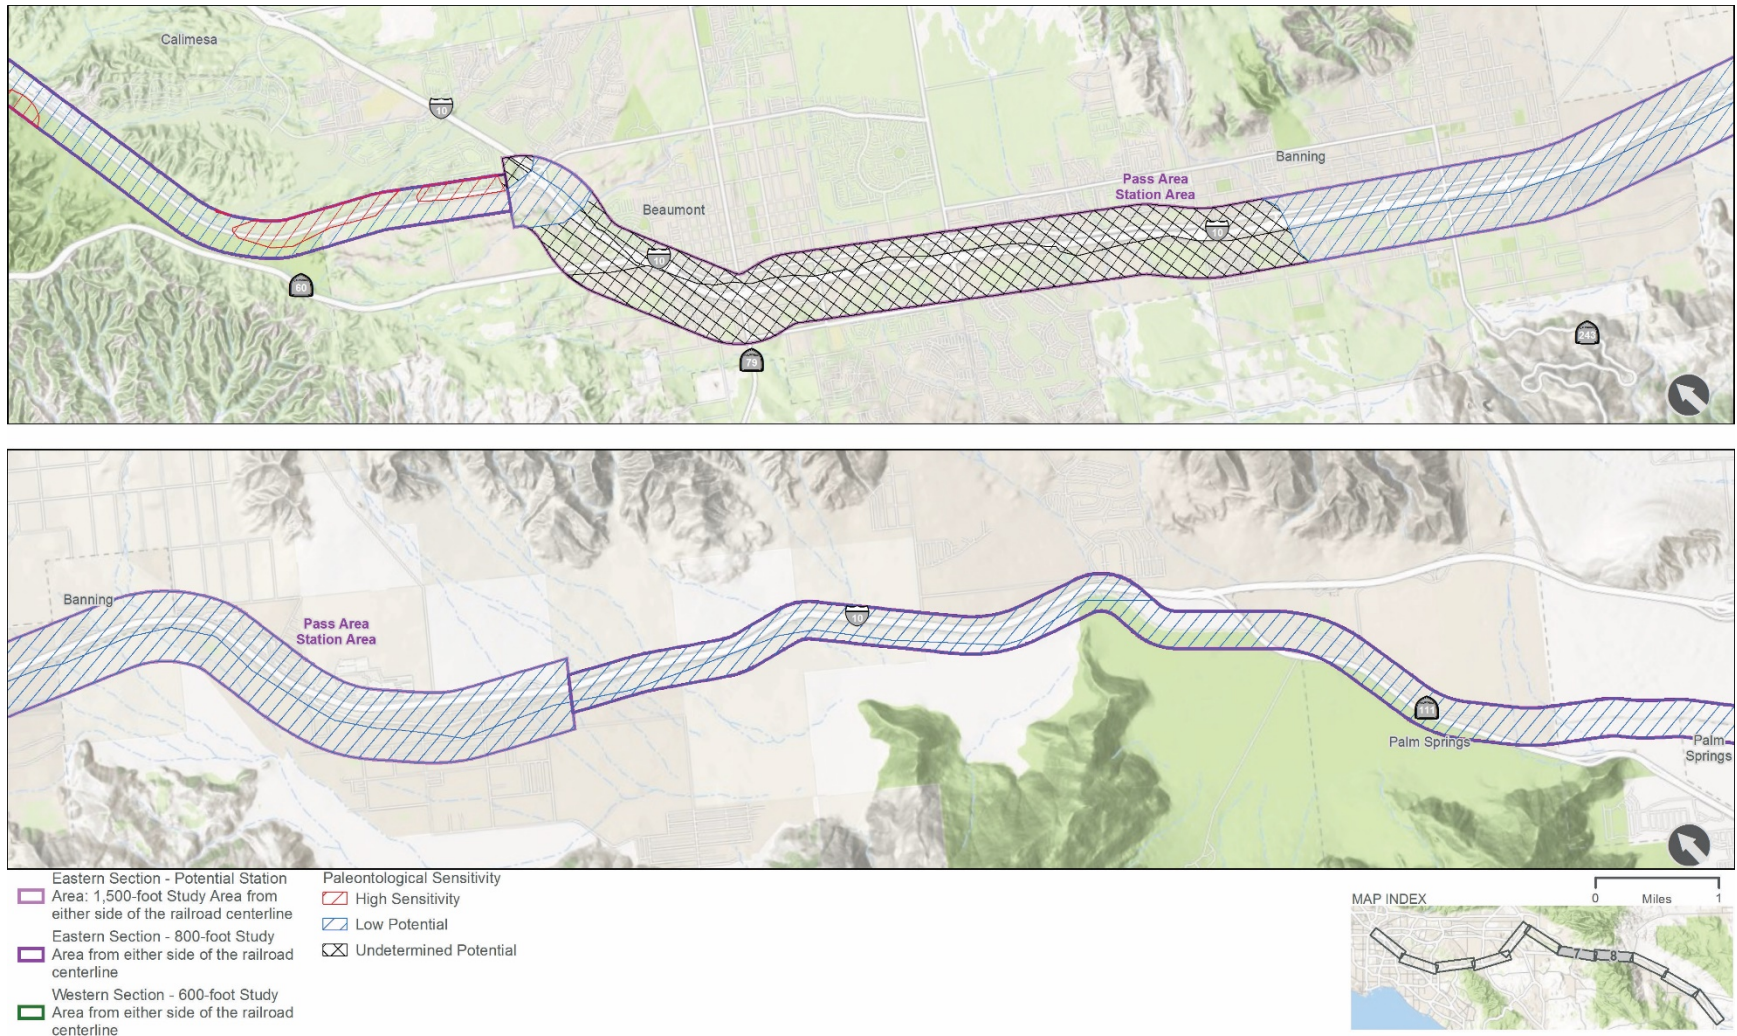 Calimesa
10
Beaumont
10
60
79
Pass Area
Station Area
Banning
10
243
Banning
Pass Area
Station Area
10
111
Palm Springs
Palm
Springs
Eastern Section - Potential Station
Area: 1,500-foot Study Area from
either side of the railroad centerline
Eastern Section - 800-foot Study
Area from either side of the railroad
centerline
Western Section - 600-foot Study
Area from either side of the railroad
centerline
Paleontological Sensitivity
High Sensitivity
Low Potential
Undetermined Potential
MAP INDEX
0 Miles 1
7 8